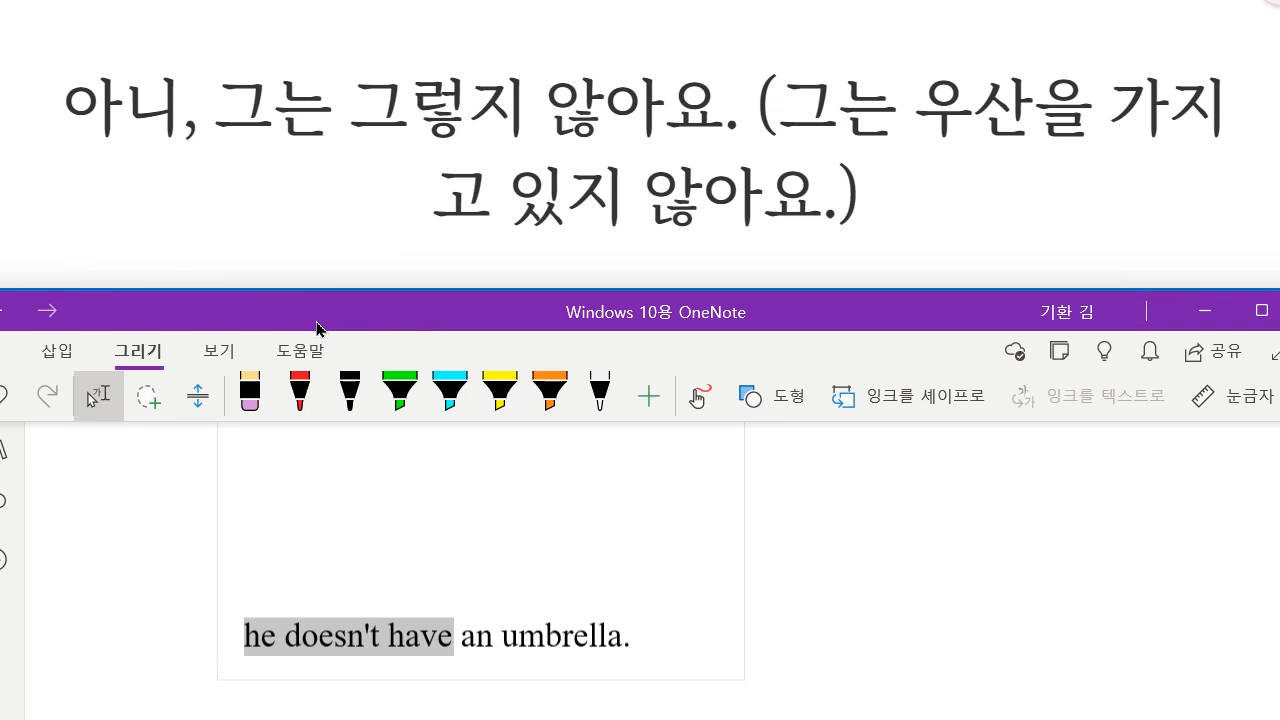 아니, 그는 그렇지 않아요. (그는 우산을 가지
고 있지 않아요.)
Windows 10용 OneNote
기환 김
삽입 그리기 보기 도움말
공유
도형 잉크를 셰이프로 잉크를 텍스트로 눈금자
he doesn't have an umbrella.